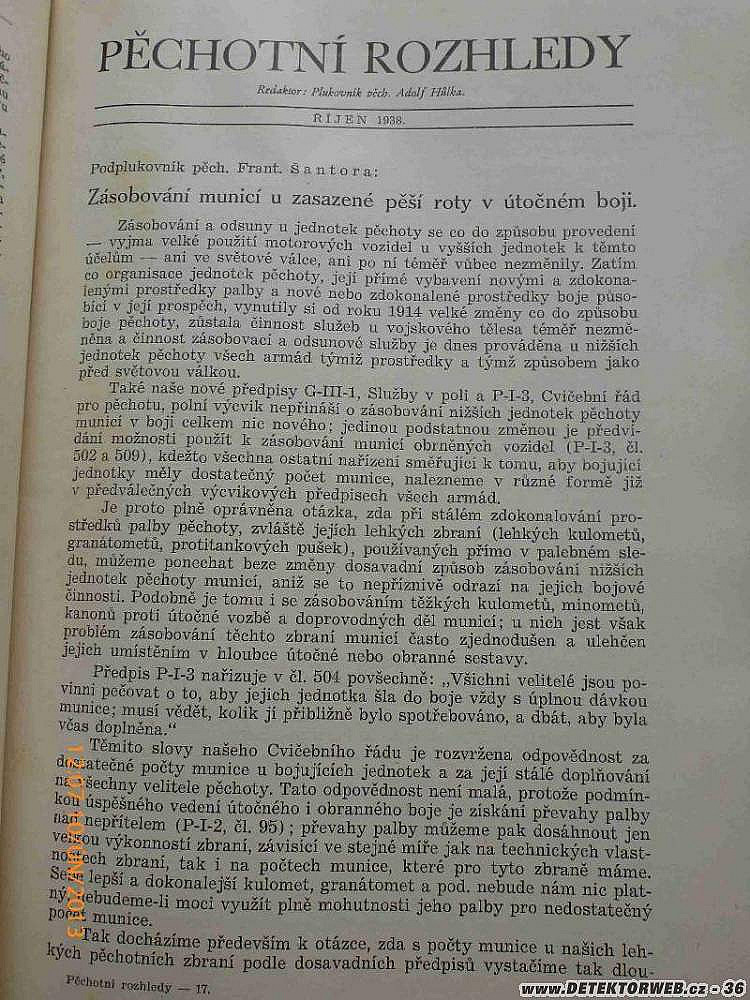 PĚCHOTNÍ ROZHLEDY
Redaktor: Plukovník pěch. Adolf Hůlka.
ŘÍJEN 1938.
Podplukovník pěch. Frant. Šantora:
Zásobování municí u zasazené pěší roty v útočném boji.
Zásobování a odsuny u jednotek pěchoty se co do způsobu provedení
— vyjma velké použití motorových vozidel u vyšších jednotek k těmto
účelům — ani ve světové válce, ani po ní téměř vůbec nezměnily. Zatím
co organisace jednotek pěchoty, její přímé vybavení novými a zdokona-
lenými prostředky palby a nové nebo zdokonalené prostředky boje půso-
bící v její prospěch, vynutily si od roku 1914 velké změny co do způsobu
boje pěchoty, zůstala činnost služeb u vojskového tělesa téměř nezmě-
něna a činnost zásobovací a odsunové služby je dnes prováděna u nižších
jednotek pěchoty všech armád týmiž prostředky a týmž způsobem jako
před světovou válkou.
Také naše nové předpisy G-III-1, Služby v poli a P-I-3, Cvičební řád
pro pěchotu, polní výcvik nepřináší o zásobování nižších jednotek pěchoty
municí v boji celkem nic nového; jedinou podstatnou změnou je předví-
dání možnosti použít k zásobování municí obrněných vozidel (P-I-3, čl.
502 a 509), kdežto všechna ostatní nařízení směřující k tomu, aby bojující
jednotky měly dostatečný počet munice, nalezneme v různé formě již
v předválečných výcvikových předpisech všech armád.
Je proto plně oprávněna otázka, zda při stálém zdokonalování pro-
středků palby pěchoty, zvláště jejích lehkých zbraní (lehkých kulometů,
granátometů, protitankových pušek), používaných přímo v palebném sle-
du, můžeme ponechat beze změny dosavadní způsob zásobování nižších
jednotek pěchoty municí, aniž se to nepříznivě odrazí na jejich bojové
činnosti. Podobně je tomu i se zásobováním těžkých kulometů, minometů,
kanonů proti útočné vozbě a doprovodných děl municí; u nich jest však
problém zásobování těchto zbraní municí často zjednodušen a ulehčen
jejich umístěním v hloubce útočné nebo obranné sestavy.
Předpis P-I-3 nařizuje v čl. 504 povšechně: „Všichni velitelé jsou po-
vinni pečovat o to, aby jejich jednotka šla do boje vždy s úplnou dávkou
munice; musí vědět, kolik jí přibližně bylo spotřebováno, a dbát, aby byla
včas doplněna.“
Těmito slovy našeho Cvičebního řádu je rozvržena odpovědnost za
dostatečné počty munice u bojujících jednotek a za její stálé doplňování
na všechny velitele pěchoty. Tato odpovědnost není malá, protože podmín-
kou úspěšného vedení útočného i obranného boje je získání převahy palby
nad nepřítelem (P-I-2, čl. 95); převahy palby můžeme pak dosáhnout jen
velkou výkonností zbraní, závisící ve stejné míře jak na technických vlast-
nostech zbraní, tak i na počtech munice, které pro tyto zbraně máme.
Sebe lepší a dokonalejší kulomet, granátomet a pod. nebude nám nic plat-
ný, nebudeme-li moci využít plně mohutnosti jeho palby pro nedostatečný
počet munice.
Tak docházíme především k otázce, zda s počty munice u našich leh-
kých pěchotních zbraní podle dosavadních předpisů vystačíme tak dlou-
Pěchotní rozhledy — 17.
www.DETEKTORWEB.cz - 36